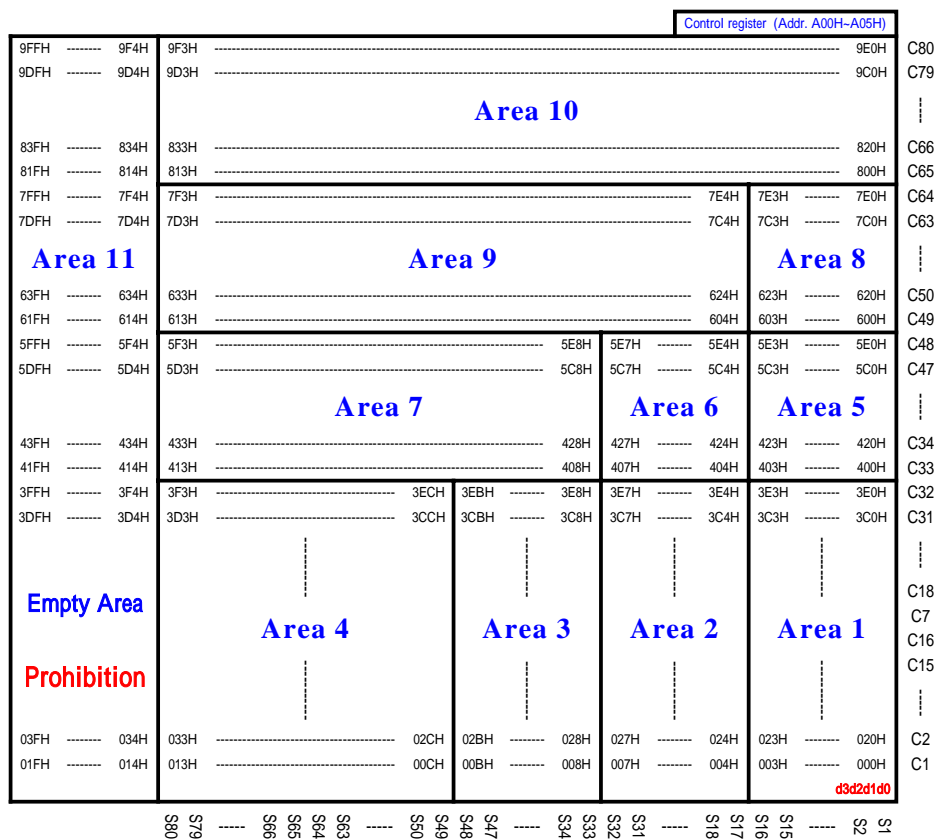 Control register (Addr. A00H~A05H)
9FFH -------- 9F4H 9F3H -------- 9E0H C80
9DFH -------- 9D4H 9D3H -------- 9C0H C79
Area 10
83FH -------- 834H 833H -------- 820H C66
81FH -------- 814H 813H -------- 800H C65
7FFH -------- 7F4H 7F3H -------- 7E4H 7E3H -------- 7E0H C64
7DFH -------- 7D4H 7D3H -------- 7C4H 7C3H -------- 7C0H C63
Area 11 Area 9 Area 8
63FH -------- 634H 633H -------- 624H 623H -------- 620H C50
61FH -------- 614H 613H -------- 604H 603H -------- 600H C49
5FFH -------- 5F4H 5F3H -------- 5E8H 5E7H -------- 5E4H 5E3H -------- 5E0H C48
5DFH -------- 5D4H 5D3H -------- 5C8H 5C7H -------- 5C4H 5C3H -------- 5C0H C47
Area 7 Area 6 Area 5
43FH -------- 434H 433H -------- 428H 427H -------- 424H 423H -------- 420H C34
41FH -------- 414H 413H -------- 408H 407H -------- 404H 403H -------- 400H C33
3FFH -------- 3F4H 3F3H -------- 3ECH 3EBH -------- 3E8H 3E7H -------- 3E4H 3E3H -------- 3E0H C32
3DFH -------- 3D4H 3D3H -------- 3CCH 3CBH -------- 3C8H 3C7H -------- 3C4H 3C3H -------- 3C0H C31
C18
Empty Area
C7
Area 4 Area 3 Area 2 Area 1
C16
C15
Prohibition
03FH -------- 034H 033H -------- 02CH 02BH -------- 028H 027H -------- 024H 023H -------- 020H C2
01FH -------- 014H 013H -------- 00CH 00BH -------- 008H 007H -------- 004H 003H -------- 000H C1
d3d2d1d0
S80 S79 ----- S66 S65 S64 S63 ----- S50 S49 S48 S47 ----- S34 S33 S32 S31 ----- S18 S17 S16 S15 ----- S2 S1